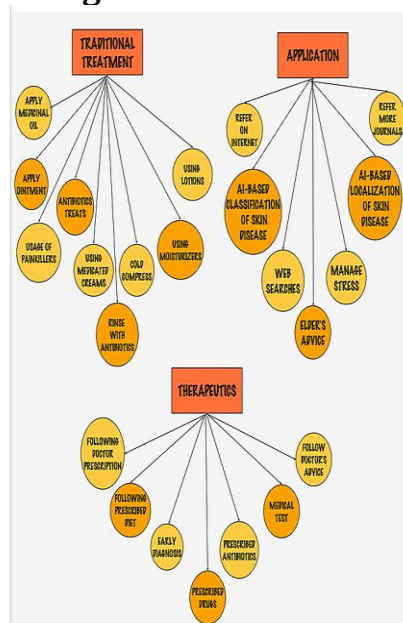 TRADITIONAL
TREATMENT
APPLY
MEDICINAL
OIL
APPLY
OINTMENT
ANTIBIOTICS
TREATS
USING
LOTIONS
USAGE OF
PAINKILLERS
USING
MEDICATED
CREAMS
COLD
COMPRESS
USING
MOISTURIZERS
RINSE
WITH
ANTIBIOTICS
APPLICATION
REFER
ON
INTERNET
REFER
MORE
JOURNALS
AI-BASED
CLASSIFICATION
OF SKIN
DISEASE
AI-BASED
LOCALIZATION
OF SKIN
DISEASE
WEB
SEARCHES
MANAGE
STRESS
ELDER'S
ADVICE
THERAPEUTICS
FOLLOWING
DOCTOR
PRESCRIPTION
FOLLOW
DOCTOR'S
ADVICE
FOLLOWING
PRESCRIBED
DIET
MEDICAL
TEST
EARLY
DIAGNOSIS
PRESCRIBED
ANTIBIOTICS
PRESCRIBED
DRUGS